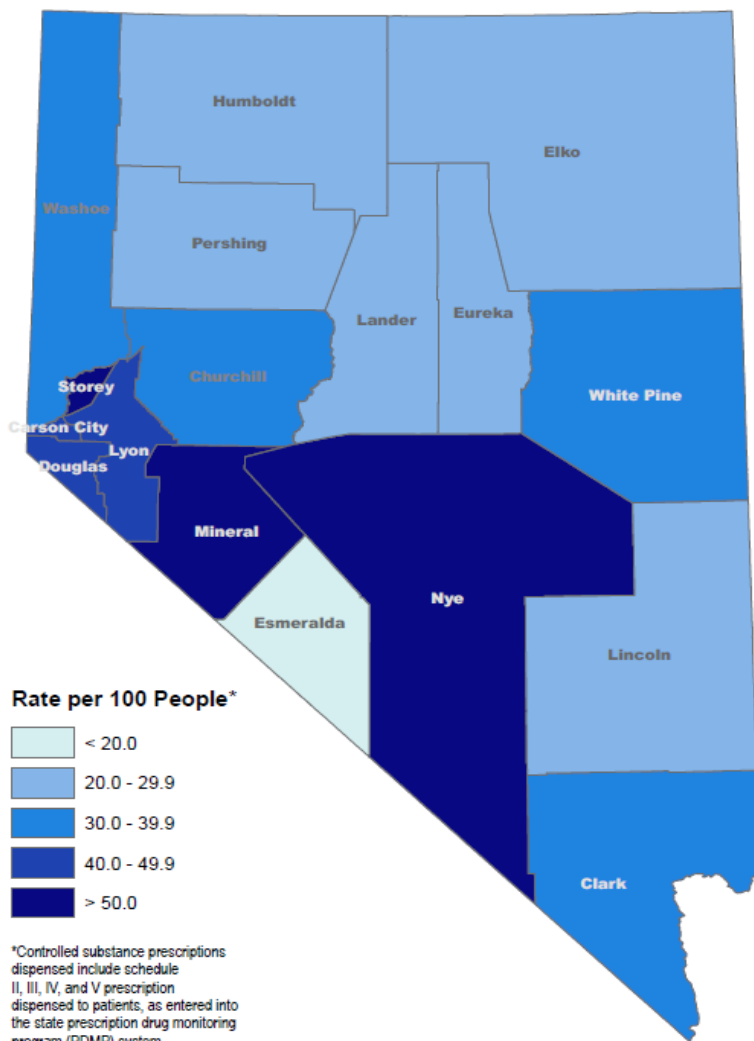 Humboldt
Elko
Washoe
Pershing
Lander
Eureka
Churchill
Storey
White Pine
Carson City
Lyon
Douglas
Mineral
Nye
Esmeralda
Lincoln
Clark
Rate per 100 People*
< 20.0
20.0 - 29.9
30.0 - 39.9
40.0 - 49.9
> 50.0
*Controlled substance prescriptions
dispensed include schedule
II, III, IV, and V prescription
dispensed to patients, as entered into
the state prescription drug monitoring
program (PDMP) system